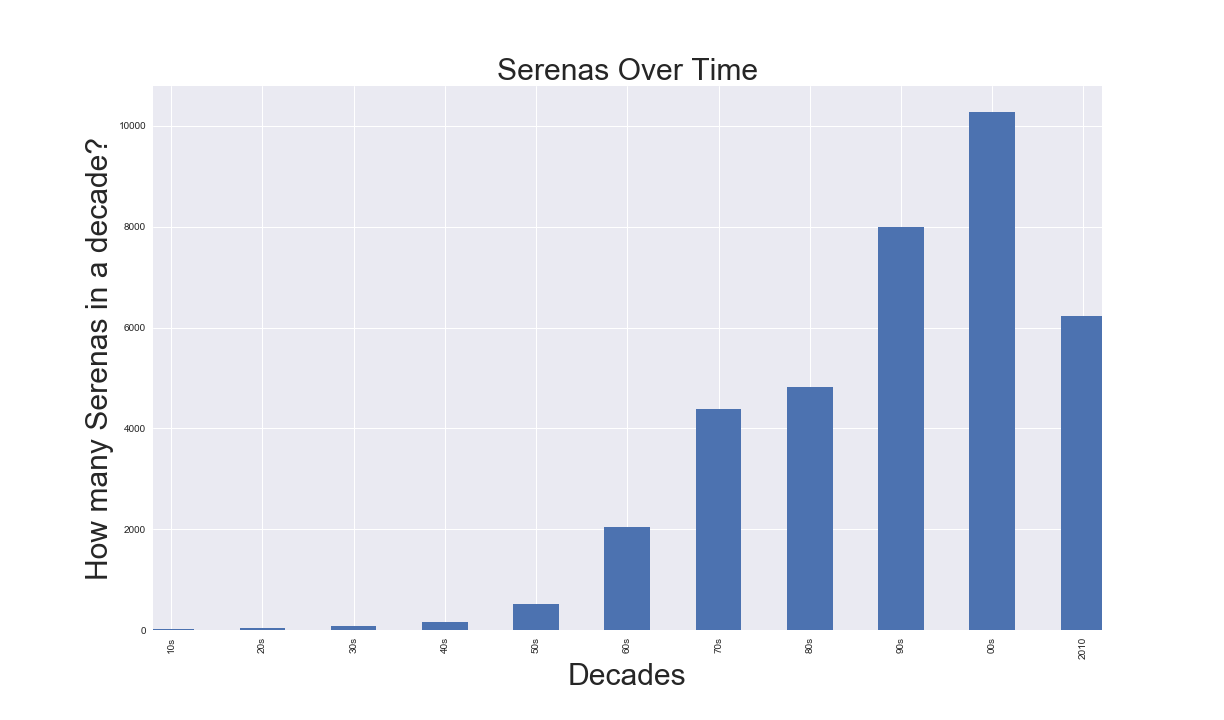 Serenas Over Time
How many Serenas in a decade?
10000
8000
6000
4000
2000
0
10s
20s
30s
40s
50s
60s
70s
80s
90s
00s
2010
Decades